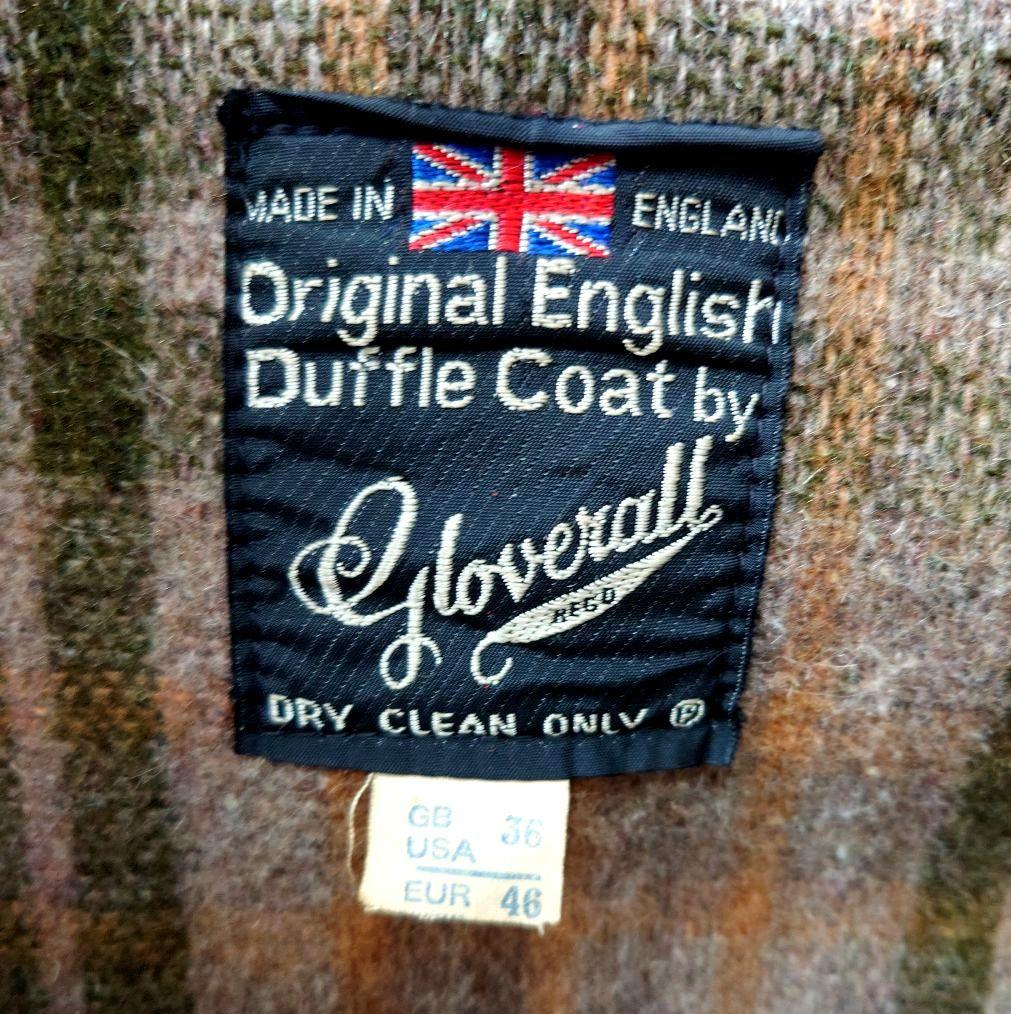 MADE IN ENGLAND
Original English
Duffle Coat by
Gloverall
REGD
DRY CLEAN ONLY Ⓟ
GB 36
USA
EUR 46